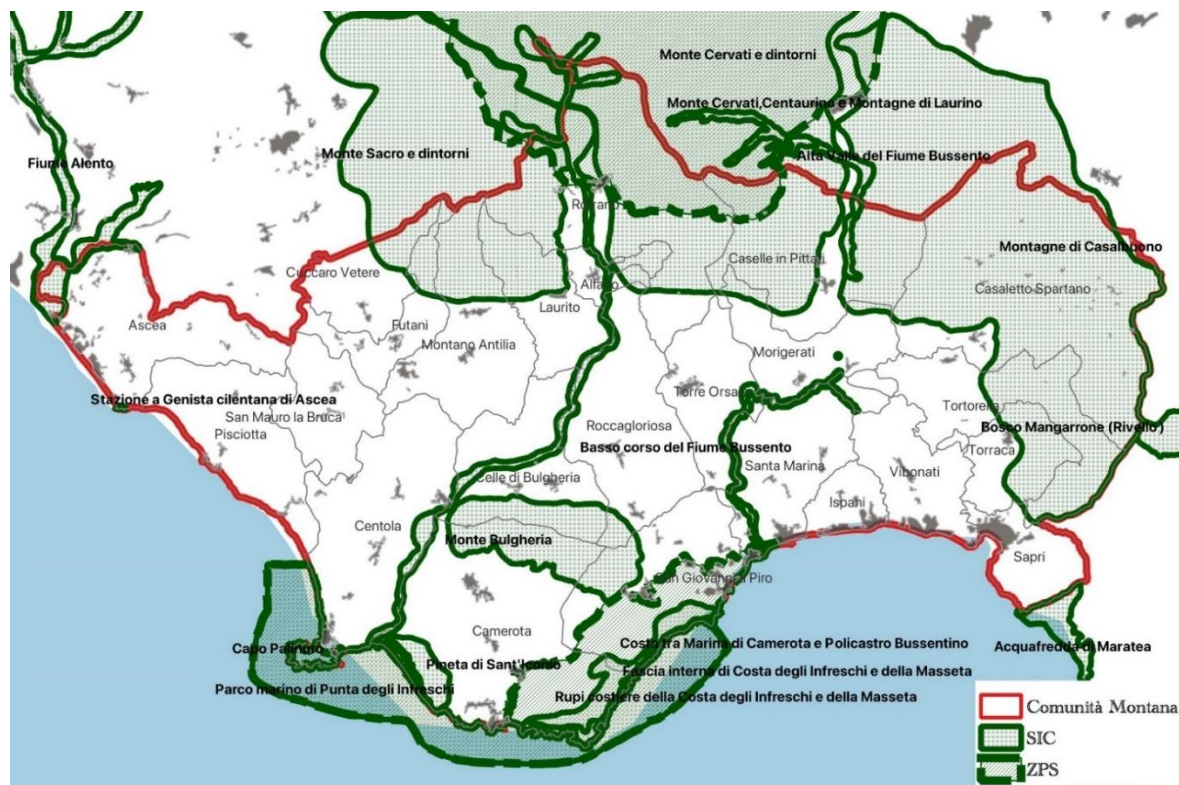 Monte Cervati e dintorni
Monte Cervati,Centaurino e Montagne di Laurino
Fiume Alento
Monte Sacro e dintorni
Alta Valle del Fiume Bussento
Rofrano
Montagne di Casalbuono
Cuccaro Vetere
Caselle in Pittari
Alfano
Casaletto Spartano
Laurito
Ascea
Futani
Montano Antilia
Morigerati
Torre Orsaia
Stazione a Genista cilentana di Ascea
San Mauro la Bruca
Tortorella
Pisciotta
Roccagloriosa
Bosco Mangarrone (Rivello )
Basso corso del Fiume Bussento
Torraca
Santa Marina
Vibonati
Celle di Bulgheria
Ispani
Centola
Monte Bulgheria
Sapri
San Giovanni a Piro
Camerota
Capo Palinuro
Costa tra Marina di Camerota e Policastro Bussentino
Acquafredda di Maratea
Pineta di Sant'Iconio
Fascia interna di Costa degli Infreschi e della Masseta
Parco marino di Punta degli Infreschi
Rupi costiere della Costa degli Infreschi e della Masseta
Comunità Montana
SIC
ZPS